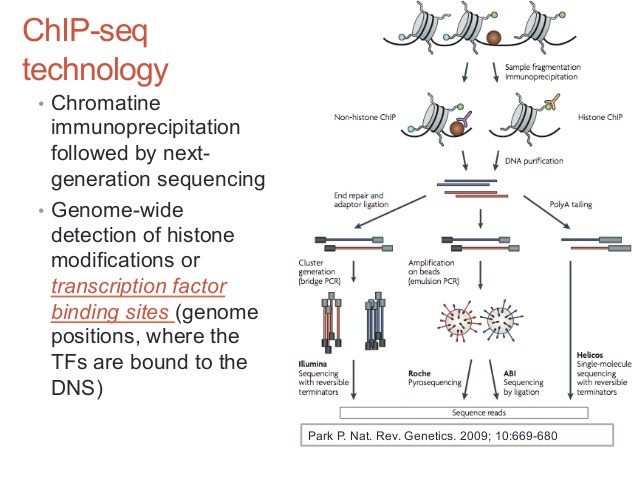 ChIP-seq
technology
• Chromatine
immunoprecipitation
followed by next-
generation sequencing
• Genome-wide
detection of histone
modifications or
transcription factor
binding sites (genome
positions, where the
TFs are bound to the
DNS)
Sample fragmentation
Immunoprecipitation
Non-histone ChIP
Histone ChIP
DNA purification
End repair and
adaptor ligation
PolyA tailing
Cluster
generation
(bridge PCR)
Amplification
on beads
(emulsion PCR)
Illumina
Sequencing
with reversible
terminators
Roche
Pyrosequencing
ABI
Sequencing
by ligation
Helicos
Single-molecule
sequencing
with reversible
terminators
Sequence reads
Park P. Nat. Rev. Genetics. 2009; 10:669-680